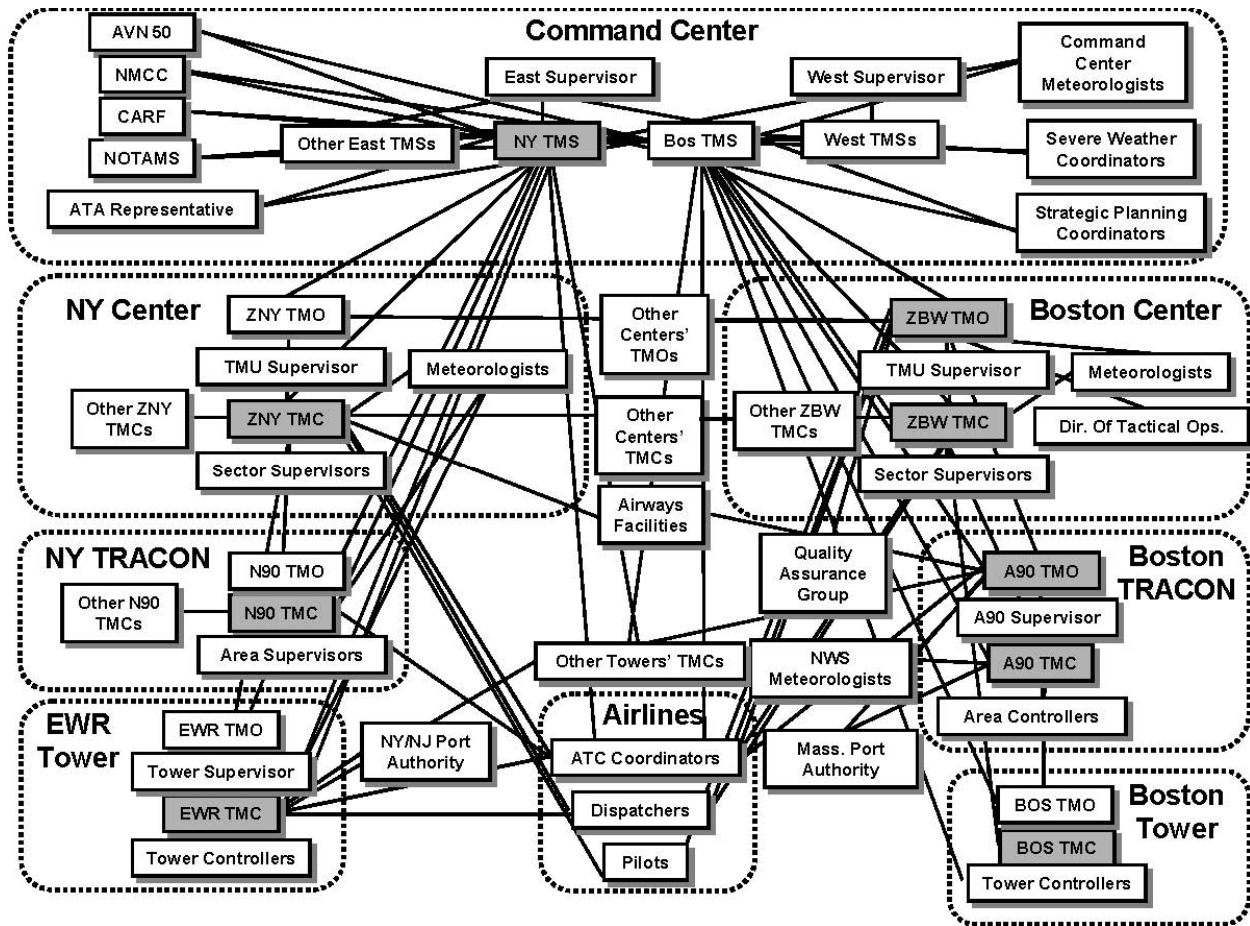 Command Center
AVN 50
NMCC
CARF
NOTAMS
ATA Representative
East Supervisor
West Supervisor
Command
Center
Meteorologists
Other East TMSs
NY TMS
Bos TMS
West TMSs
Severe Weather
Coordinators
Strategic Planning
Coordinators
NY Center
ZNY TMO
TMU Supervisor
Meteorologists
Other ZNY
TMCs
ZNY TMC
Sector Supervisors
Other
Centers'
TMOs
Other
Centers'
TMCs
Airways
Facilities
Boston Center
ZBW TMO
TMU Supervisor
Meteorologists
Other ZBW
TMCs
ZBW TMC
Dir. Of Tactical Ops.
Sector Supervisors
NY TRACON
N90 TMO
Other N90
TMCs
N90 TMC
Area Supervisors
Quality
Assurance
Group
Boston
TRACON
A90 TMO
A90 Supervisor
A90 TMC
Area Controllers
Other Towers' TMCs
NWS
Meteorologists
EWR
Tower
EWR TMO
Tower Supervisor
EWR TMC
Tower Controllers
NY/NJ Port
Authority
Airlines
ATC Coordinators
Dispatchers
Pilots
Mass. Port
Authority
Boston
Tower
BOS TMO
BOS TMC
Tower Controllers